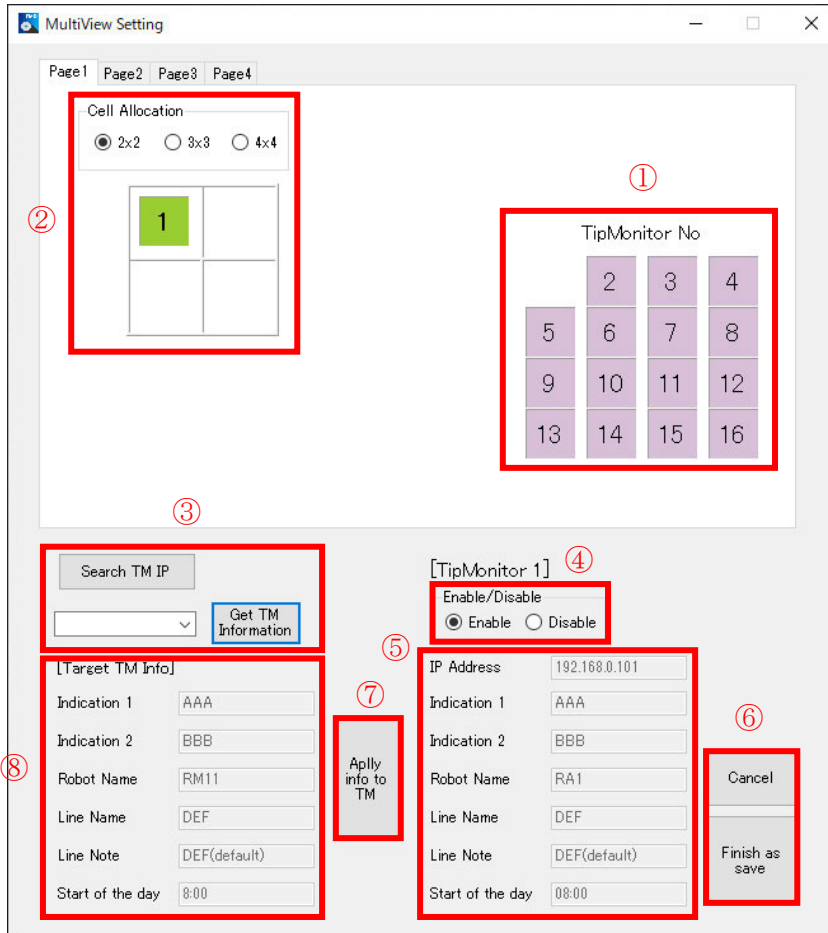 MultiView Setting
Page1 Page2 Page3 Page4
Cell Allocation
2x2 3x3 4x4
①
②
1
TipMonitor No
2 3 4
5 6 7 8
9 10 11 12
13 14 15 16
③
Search TM IP
Get TM
Information
[TipMonitor 1]
④
Enable/Disable
Enable Disable
⑤
[Target TM Info]
Indication 1 AAA
Indication 2 BBB
Robot Name RM11
Line Name DEF
Line Note DEF(default)
Start of the day 8:00
⑧
⑦
Aplly
info to
TM
IP Address 192.168.0.101
Indication 1 AAA
Indication 2 BBB
Robot Name RA1
Line Name DEF
Line Note DEF(default)
Start of the day 08:00
⑥
Cancel
Finish as
save